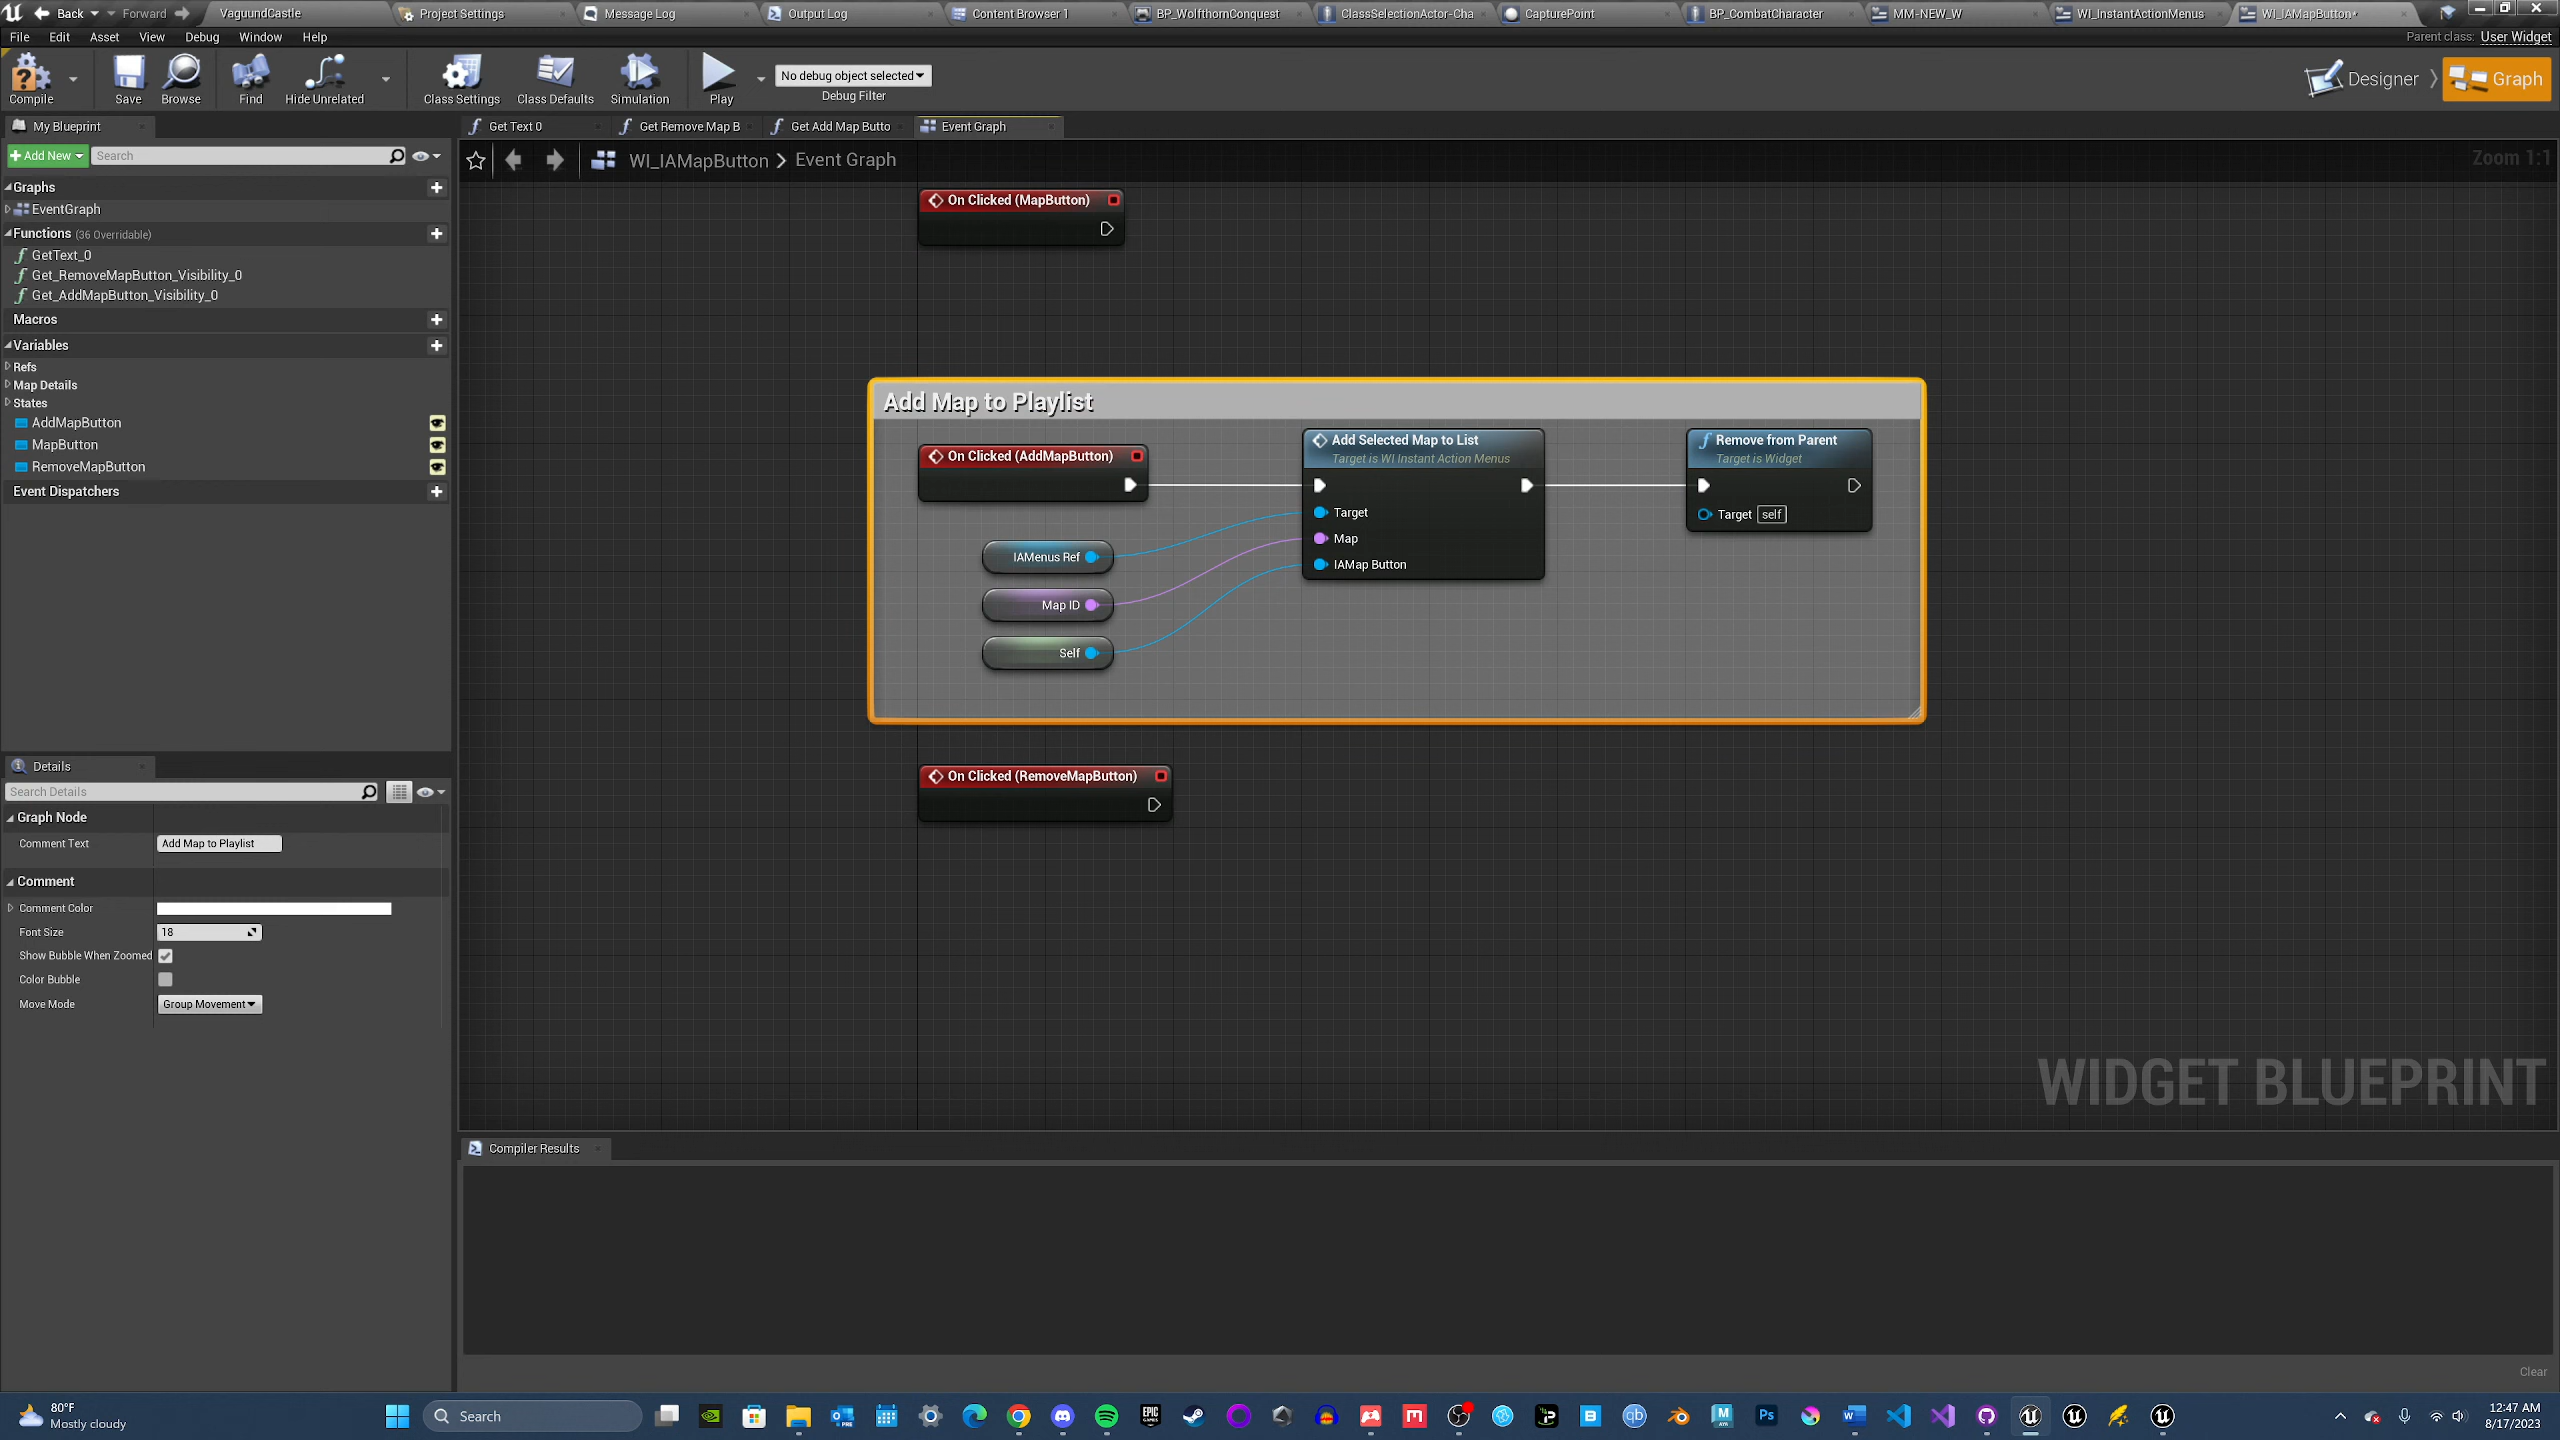 Back
Forward
VaguundCastle
Project Settings
Message Log
Output Log
Content Browser 1
BP_WolfthornConquest
ClassSelectionActor-Cha
CapturePoint
BP_CombatCharacter
MM-NEW_W
WI_InstantActionMenus
WI_IAMapButton*
File
Edit
Asset
View
Debug
Window
Help
Parent class: User Widget
Compile
Save
Browse
Find
Hide Unrelated
Class Settings
Class Defaults
Simulation
Play
No debug object selected
Debug Filter
Designer
Graph
My Blueprint
Get Text 0
Get Remove Map B
Get Add Map Butto
Event Graph
Add New
Search
WI_IAMapButton > Event Graph
Zoom 1:1
Graphs
EventGraph
Functions (36 Overridable)
GetText_0
Get_RemoveMapButton_Visibility_0
Get_AddMapButton_Visibility_0
Macros
Variables
Refs
Map Details
States
AddMapButton
MapButton
RemoveMapButton
Event Dispatchers
On Clicked (MapButton)
Add Map to Playlist
On Clicked (AddMapButton)
IAMenus Ref
Map ID
Self
Add Selected Map to List
Target is WI Instant Action Menus
Target
Map
IAMap Button
Remove from Parent
Target is Widget
Target self
On Clicked (RemoveMapButton)
Details
Search Details
Graph Node
Comment Text
Add Map to Playlist
Comment
Comment Color
Font Size
18
Show Bubble When Zoomed
Color Bubble
Move Mode
Group Movement
WIDGET BLUEPRINT
Compiler Results
Clear
80°F
Mostly cloudy
Search
EPIC GAMES
Ps
12:47 AM
8/17/2023